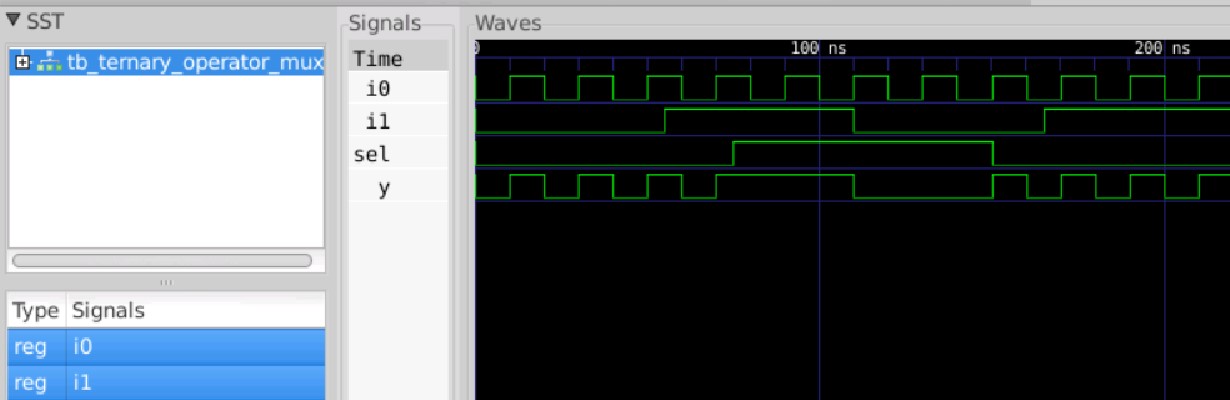 SST
tb_ternary_operator_mux
Type Signals
reg i0
reg i1
Signals
Time
i0
i1
sel
y
Waves
0 100 ns 200 ns